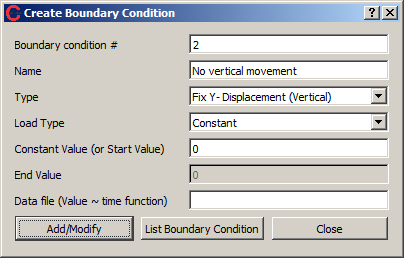 Create Boundary Condition
Boundary condition # 2
Name No vertical movement
Type Fix Y- Displacement (Vertical)
Load Type Constant
Constant Value (or Start Value) 0
End Value 0
Data file (Value ~ time function)
Add/Modify List Boundary Condition Close